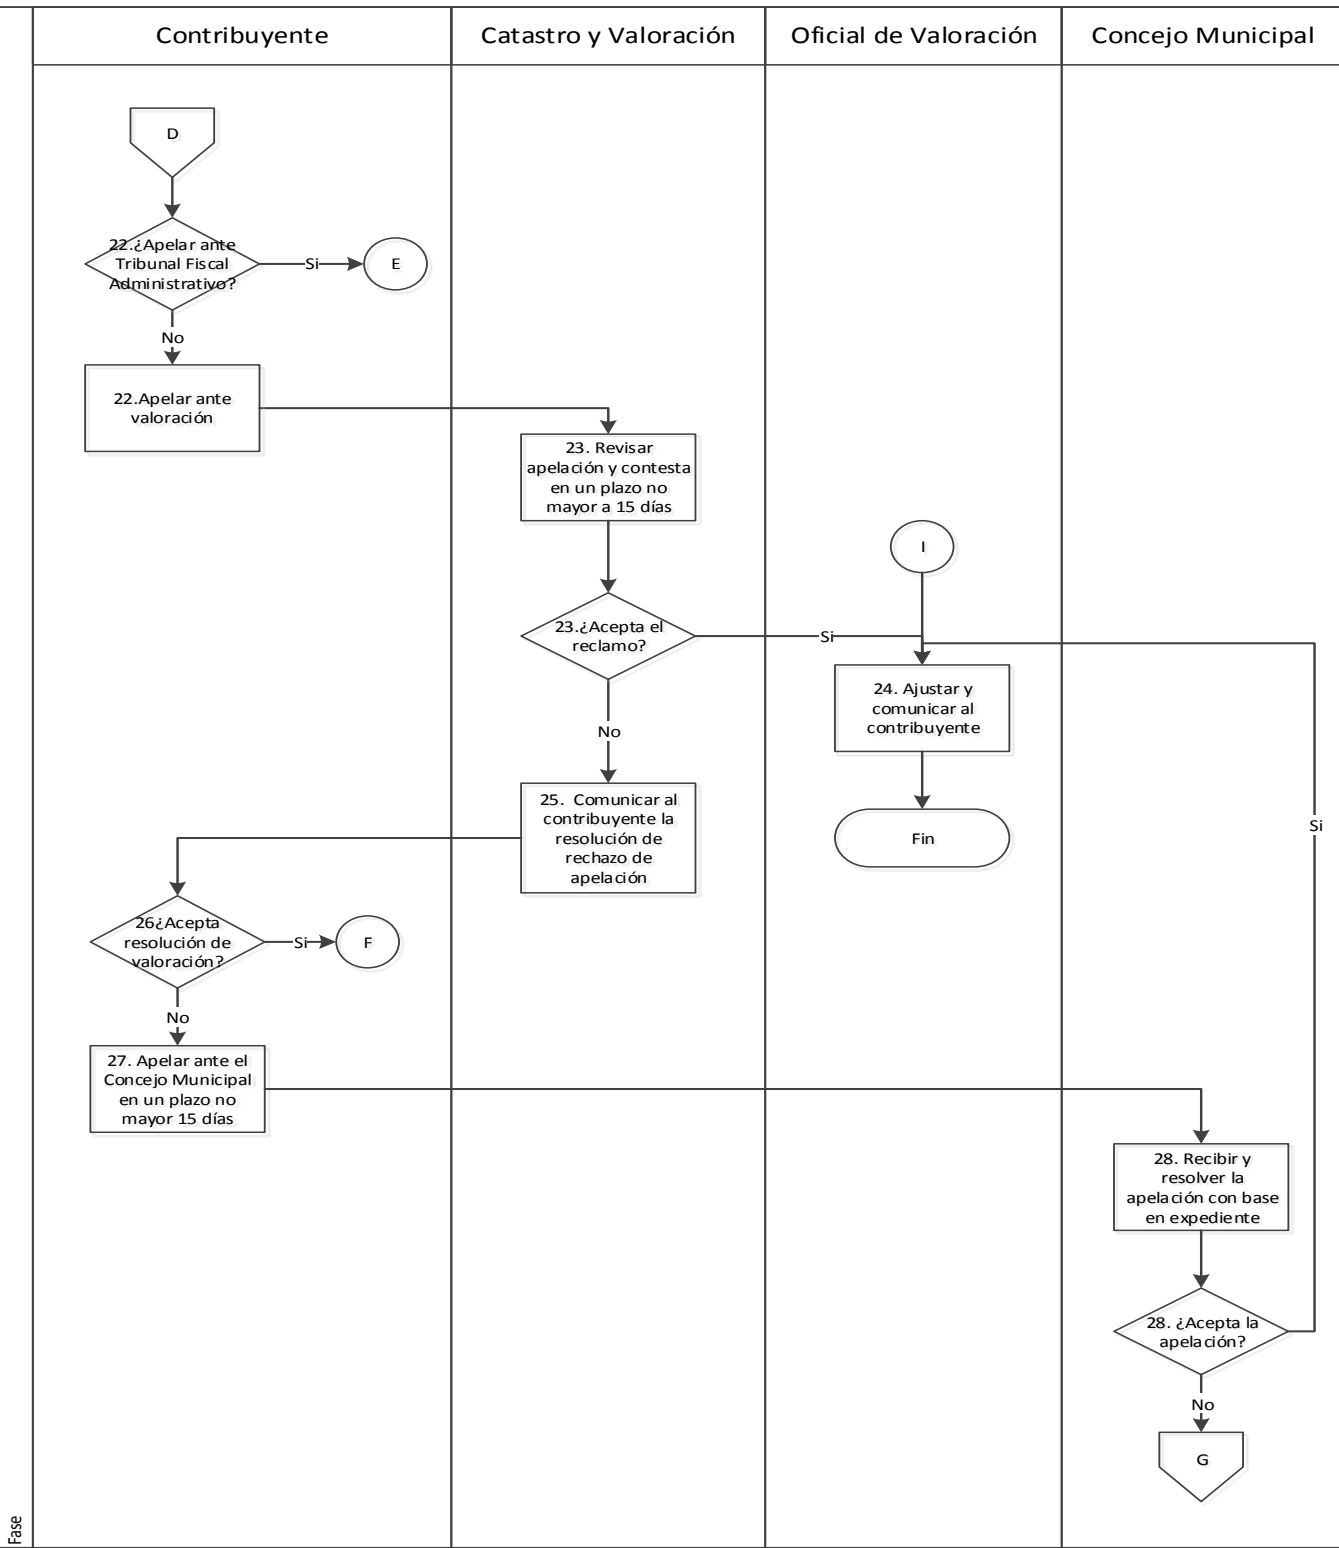 Contribuyente
Catastro y Valoración
Oficial de Valoración
Concejo Municipal
D
22.¿Apelar ante
Tribunal Fiscal
Administrativo?
Si
E
No
22.Apelar ante
valoración
23. Revisar
apelación y contesta
en un plazo no
mayor a 15 días
I
23.¿Acepta el
reclamo?
Si
24. Ajustar y
comunicar al
contribuyente
No
25.  Comunicar al
contribuyente la
resolución de
rechazo de
apelación
Fin
Si
26¿Acepta
resolución de
valoración?
Si
F
No
27. Apelar ante el
Concejo Municipal
en un plazo no
mayor 15 días
28. Recibir y
resolver la
apelación con base
en expediente
28. ¿Acepta la
apelación?
No
G
Fase